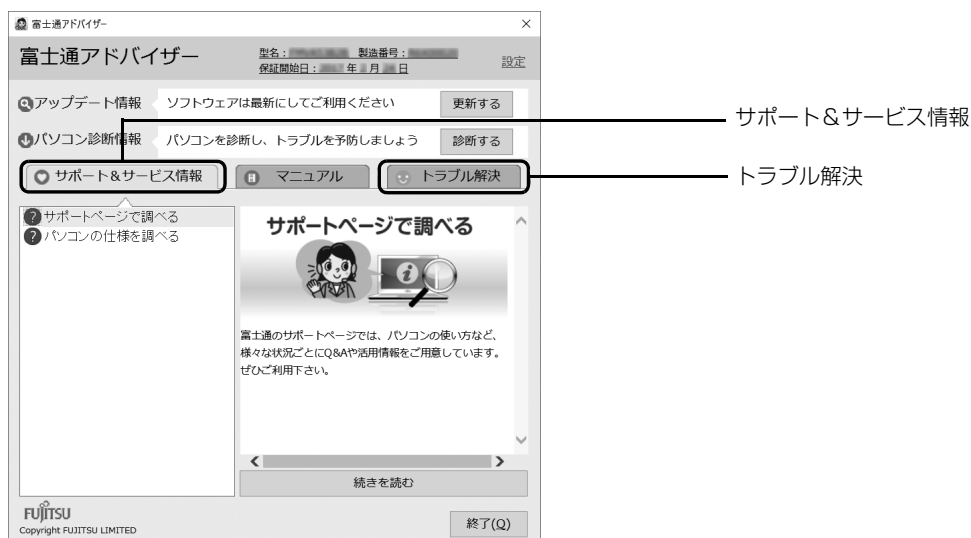 富士通アドバイザー
富士通アドバイザー
型名： 製造番号：
保証開始日： 年 月 日
設定
アップデート情報 ソフトウェアは最新にしてご利用ください 更新する
パソコン診断情報 パソコンを診断し、トラブルを予防しましょう 診断する
サポート＆サービス情報 マニュアル トラブル解決
サポート＆サービス情報
トラブル解決
サポートページで調べる
パソコンの仕様を調べる
サポートページで調べる
富士通のサポートページでは、パソコンの使い方など、
様々な状況ごとにQ&Aや活用情報をご用意しています。
ぜひご利用下さい。
続きを読む
FUJITSU
Copyright FUJITSU LIMITED
終了(Q)